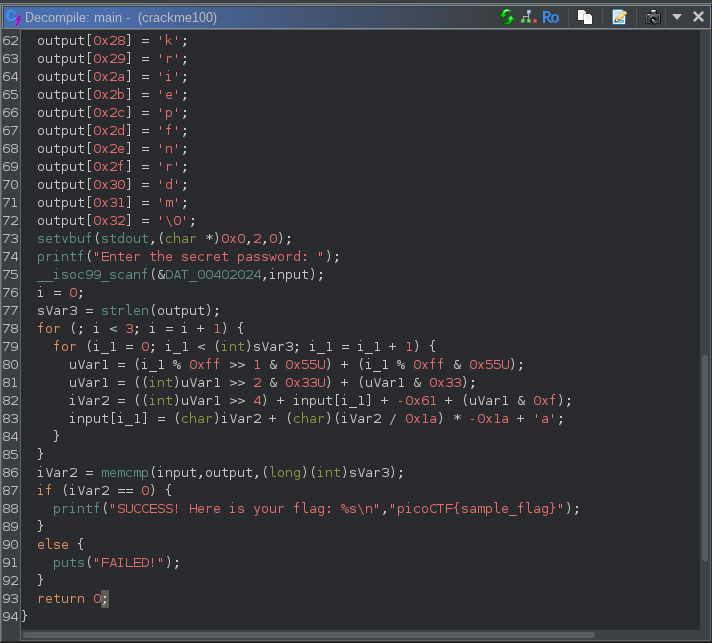 Decompile: main - (crackme100)
Ro
62 output[0x28] = 'k';
63 output[0x29] = 'r';
64 output[0x2a] = 'i';
65 output[0x2b] = 'e';
66 output[0x2c] = 'p';
67 output[0x2d] = 'f';
68 output[0x2e] = 'n';
69 output[0x2f] = 'r';
70 output[0x30] = 'd';
71 output[0x31] = 'm';
72 output[0x32] = '\0';
73 setvbuf(stdout,(char *)0x0,2,0);
74 printf("Enter the secret password: ");
75 __isoc99_scanf(&DAT_00402024,input);
76 i = 0;
77 sVar3 = strlen(output);
78 for (; i < 3; i = i + 1) {
79 for (i_1 = 0; i_1 < (int)sVar3; i_1 = i_1 + 1) {
80 uVar1 = (i_1 % 0xff >> 1 & 0x55U) + (i_1 % 0xff & 0x55U);
81 uVar1 = ((int)uVar1 >> 2 & 0x33U) + (uVar1 & 0x33);
82 iVar2 = ((int)uVar1 >> 4) + input[i_1] + -0x61 + (uVar1 & 0xf);
83 input[i_1] = (char)iVar2 + (char)(iVar2 / 0x1a) * -0x1a + 'a';
84 }
85 }
86 iVar2 = memcmp(input,output,(long)(int)sVar3);
87 if (iVar2 == 0) {
88 printf("SUCCESS! Here is your flag: %s\n","picoCTF{sample_flag}");
89 }
90 else {
91 puts("FAILED!");
92 }
93 return 0;
94 }